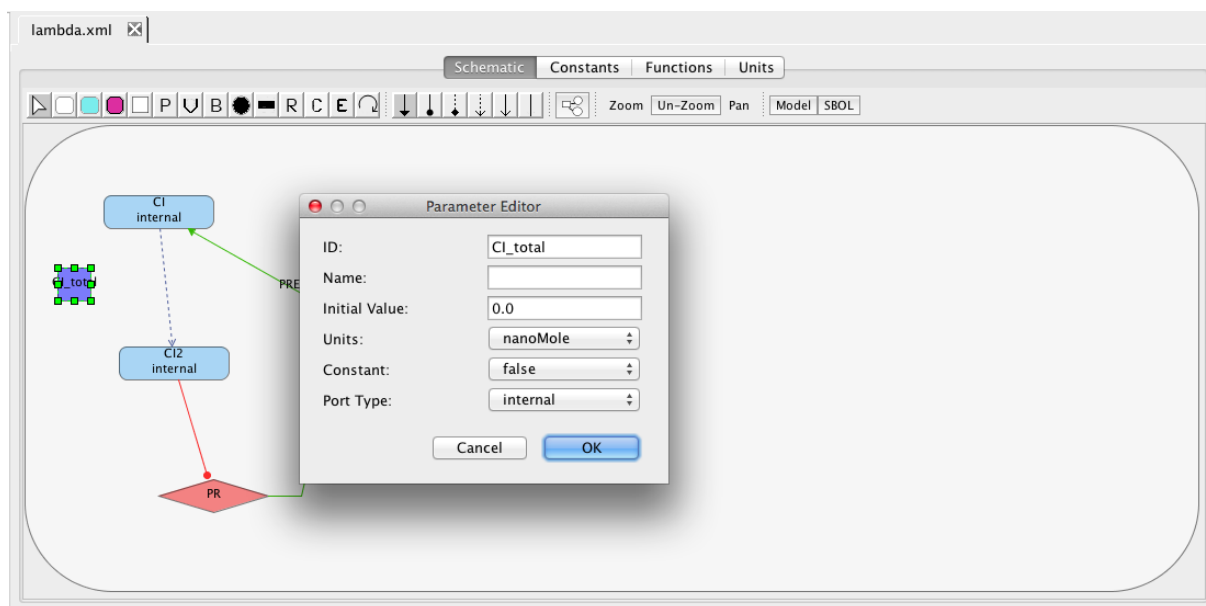 lambda.xml
Schematic Constants Functions Units
P V B R C E Zoom Un-Zoom Pan Model SBOL
CI
internal
CI_total
PRE
CI2
internal
PR
Parameter Editor
ID: CI_total
Name:
Initial Value: 0.0
Units: nanoMole
Constant: false
Port Type: internal
Cancel OK